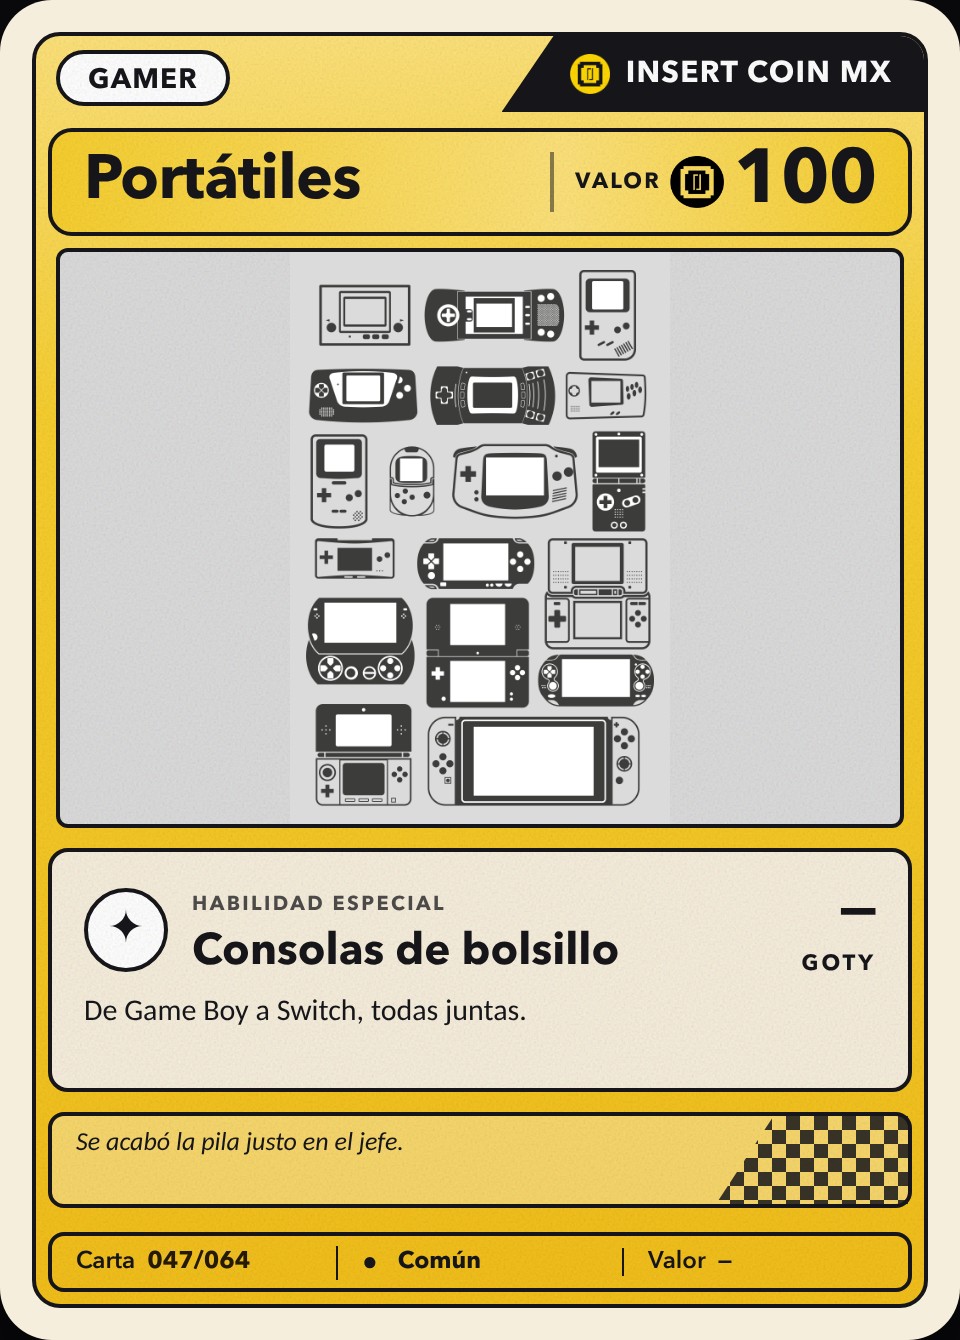 GAMER
INSERT COIN MX
Portátiles
VALOR 100
HABILIDAD ESPECIAL
Consolas de bolsillo
—
GOTY
De Game Boy a Switch, todas juntas.
Se acabó la pila justo en el jefe.
Carta 047/064
• Común
Valor –